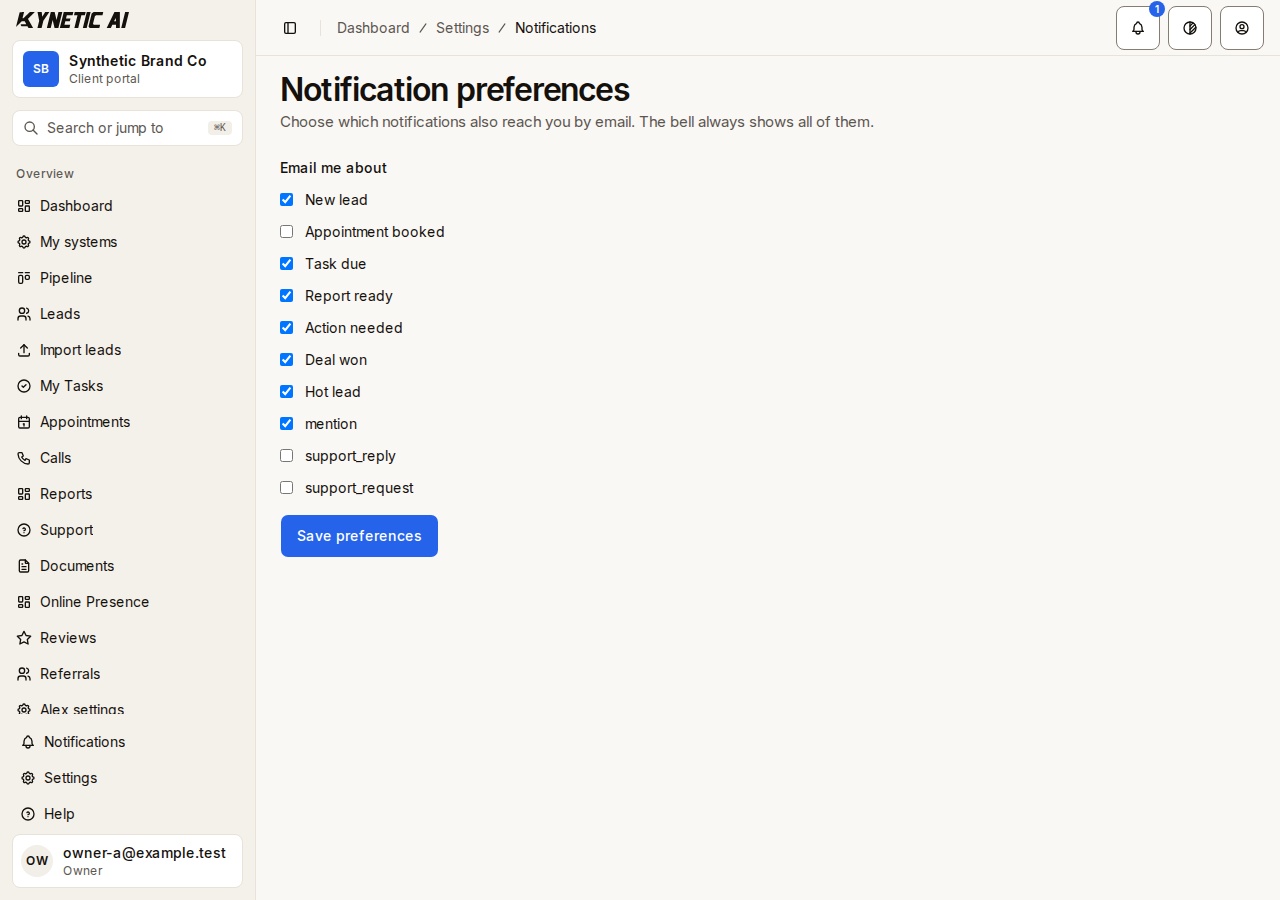 KYNETIC AI
SB
Synthetic Brand Co
Client portal
Search or jump to
⌘K
Overview
Dashboard
My systems
Pipeline
Leads
Import leads
My Tasks
Appointments
Calls
Reports
Support
Documents
Online Presence
Reviews
Referrals
Alex settings
Notifications
Settings
Help
OW
owner-a@example.test
Owner
Dashboard / Settings / Notifications
1
Notification preferences
Choose which notifications also reach you by email. The bell always shows all of them.
Email me about
New lead
Appointment booked
Task due
Report ready
Action needed
Deal won
Hot lead
mention
support_reply
support_request
Save preferences